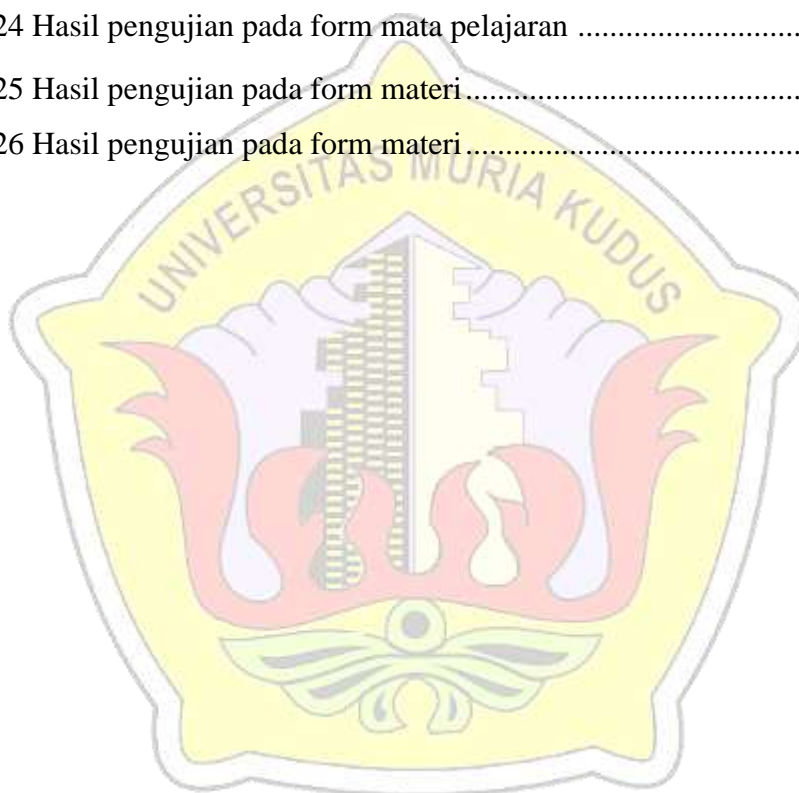 24 Hasil pengujian pada form mata pelajaran ............................
25 Hasil pengujian pada form materi..........................................
26 Hasil pengujian pada form materi..........................................
UNIVERSITAS MURIA KUDUS